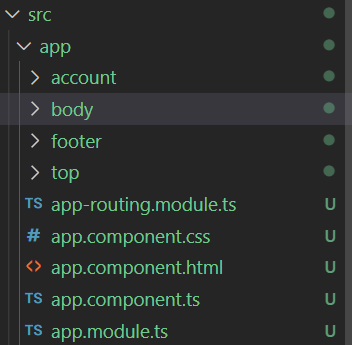 src
app
account
body
footer
top
TS app-routing.module.ts U
# app.component.css U
<> app.component.html U
TS app.component.ts U
TS app.module.ts U